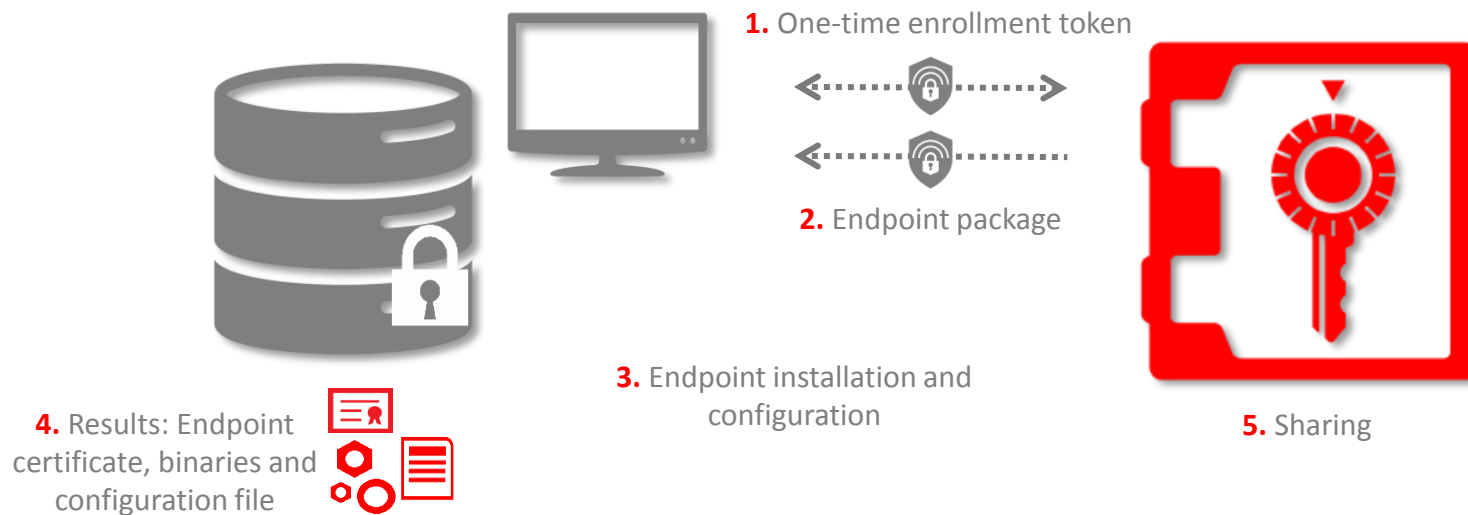 1. One-time enrollment token
2. Endpoint package
3. Endpoint installation and
configuration
4. Results: Endpoint
certificate, binaries and
configuration file
5. Sharing